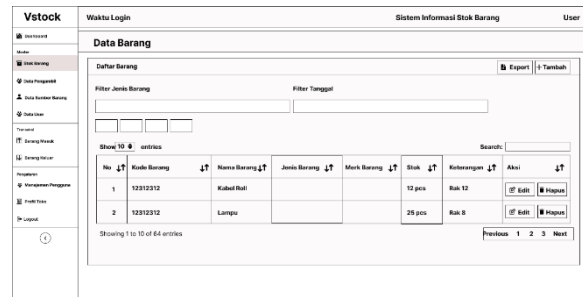 Vstock
Waktu Login
Sistem Informasi Stok Barang
User
Dashboard
Master
Stok Barang
Data Pengambil
Data Sumber Barang
Data User
Transaksi
Barang Masuk
Barang Keluar
Pengaturan
Manajemen Pengguna
Profil Toko
Logout
Data Barang
Daftar Barang
Export
+Tambah
Filter Jenis Barang
Filter Tanggal
Show 10 entries
Search:
No Kode Barang Nama Barang Jenis Barang Merk Barang Stok Keterangan Aksi
1 12312312 Kabel Roll 12 pcs Rak 12 Edit Hapus
2 12312312 Lampu 25 pcs Rak 8 Edit Hapus
Showing 1 to 10 of 64 entries
Previous 1 2 3 Next